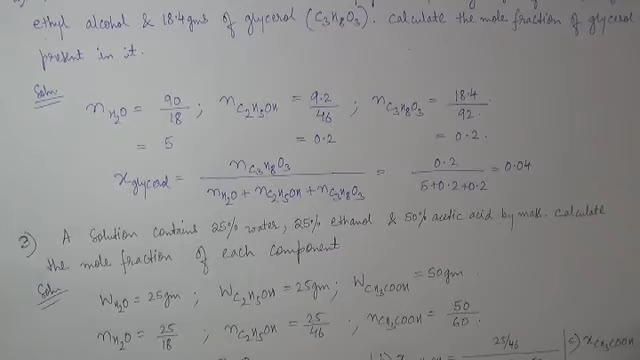 ethyl alcohol & 18.4gms of glycerol (C3H8O3). Calculate the mole fraction of glycerol
present in it.
Soln
nH2O = 90/18 ; nC2H5OH = 9.2/46 ; nC3H8O3 = 18.4/92.
= 5 = 0.2 = 0.2.
xglycerol = nC3H8O3 / (nH2O + nC2H5OH + nC3H8O3) = 0.2 / (5+0.2+0.2) = 0.04
2) A Solution contains 25% water, 25% ethanol & 50% acetic acid by mass. Calculate
the mole fraction of each component
Soln
WH2O = 25gm ; WC2H5OH = 25gm ; WCH3COOH = 50gm.
nH2O = 25/18 ; nC2H5OH = 25/46 ; nCH3COOH = 50/60.
25/46 c) xCH3COOH